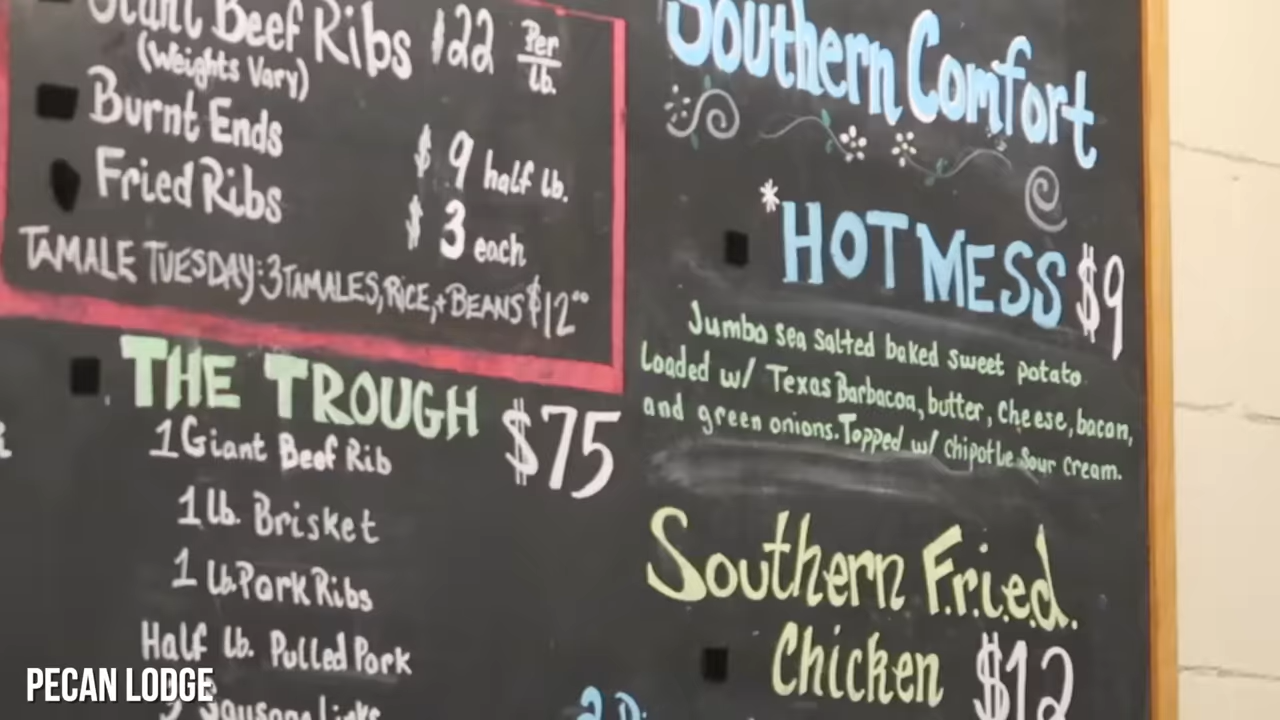 Giant Beef Ribs $22 Per lb.
(Weights Vary)
Burnt Ends $9 half lb.
Fried Ribs $3 each
TAMALE TUESDAY: 3 TAMALES, RICE, + BEANS $12⁰⁰
THE TROUGH $75
1 Giant Beef Rib
1 lb. Brisket
1 lb. Pork Ribs
Half lb. Pulled Pork
Sausage Links
Southern Comfort
*HOT MESS $9
Jumbo sea salted baked sweet potato
Loaded w/ Texas Barbacoa, butter, cheese, bacon,
and green onions. Topped w/ chipotle sour cream.
Southern F.r.i.e.d.
Chicken $12
PECAN LODGE